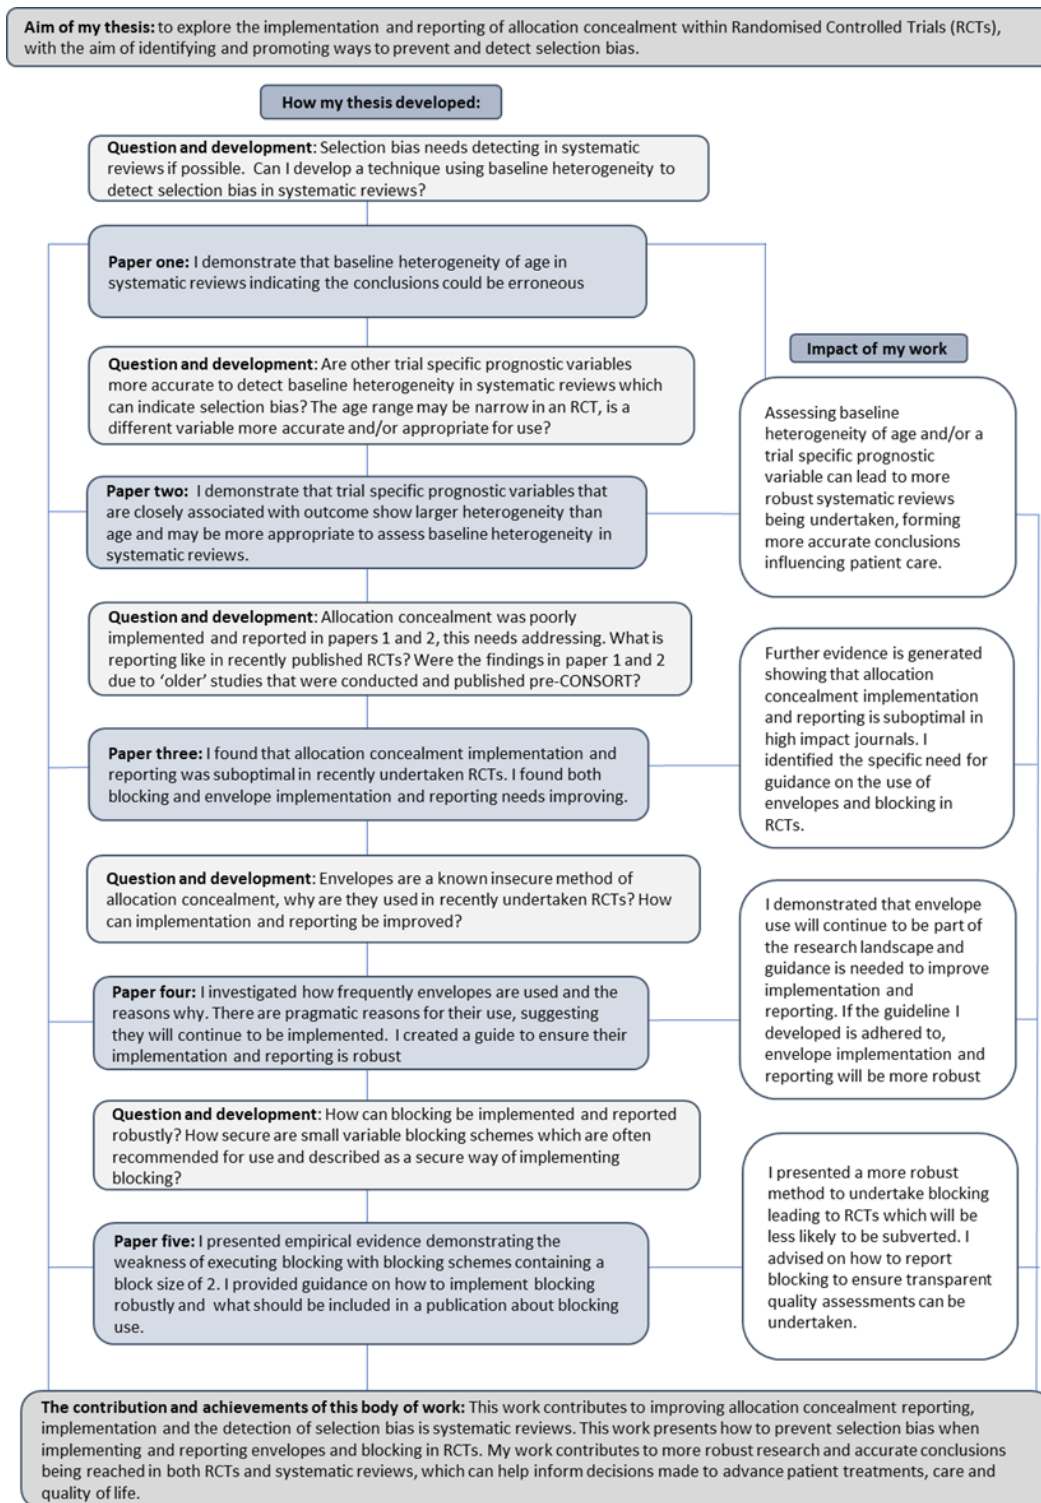 Aim of my thesis: to explore the implementation and reporting of allocation concealment within Randomised Controlled Trials (RCTs),
with the aim of identifying and promoting ways to prevent and detect selection bias.
How my thesis developed:
Question and development: Selection bias needs detecting in systematic
reviews if possible. Can I develop a technique using baseline heterogeneity to
detect selection bias in systematic reviews?
Paper one: I demonstrate that baseline heterogeneity of age in
systematic reviews indicating the conclusions could be erroneous
Question and development: Are other trial specific prognostic variables
more accurate to detect baseline heterogeneity in systematic reviews which
can indicate selection bias? The age range may be narrow in an RCT, is a
different variable more accurate and/or appropriate for use?
Paper two: I demonstrate that trial specific prognostic variables that
are closely associated with outcome show larger heterogeneity than
age and may be more appropriate to assess baseline heterogeneity in
systematic reviews.
Question and development: Allocation concealment was poorly
implemented and reported in papers 1 and 2, this needs addressing. What is
reporting like in recently published RCTs? Were the findings in paper 1 and 2
due to ‘older’ studies that were conducted and published pre-CONSORT?
Paper three: I found that allocation concealment implementation and
reporting was suboptimal in recently undertaken RCTs. I found both
blocking and envelope implementation and reporting needs improving.
Question and development: Envelopes are a known insecure method of
allocation concealment, why are they used in recently undertaken RCTs? How
can implementation and reporting be improved?
Paper four: I investigated how frequently envelopes are used and the
reasons why. There are pragmatic reasons for their use, suggesting
they will continue to be implemented. I created a guide to ensure their
implementation and reporting is robust
Question and development: How can blocking be implemented and reported
robustly? How secure are small variable blocking schemes which are often
recommended for use and described as a secure way of implementing
blocking?
Paper five: I presented empirical evidence demonstrating the
weakness of executing blocking with blocking schemes containing a
block size of 2. I provided guidance on how to implement blocking
robustly and what should be included in a publication about blocking
use.
Impact of my work
Assessing baseline
heterogeneity of age and/or a
trial specific prognostic
variable can lead to more
robust systematic reviews
being undertaken, forming
more accurate conclusions
influencing patient care.
Further evidence is generated
showing that allocation
concealment implementation
and reporting is suboptimal in
high impact journals. I
identified the specific need for
guidance on the use of
envelopes and blocking in
RCTs.
I demonstrated that envelope
use will continue to be part of
the research landscape and
guidance is needed to improve
implementation and
reporting. If the guideline I
developed is adhered to,
envelope implementation and
reporting will be more robust
I presented a more robust
method to undertake blocking
leading to RCTs which will be
less likely to be subverted. I
advised on how to report
blocking to ensure transparent
quality assessments can be
undertaken.
The contribution and achievements of this body of work: This work contributes to improving allocation concealment reporting,
implementation and the detection of selection bias is systematic reviews. This work presents how to prevent selection bias when
implementing and reporting envelopes and blocking in RCTs. My work contributes to more robust research and accurate conclusions
being reached in both RCTs and systematic reviews, which can help inform decisions made to advance patient treatments, care and
quality of life.